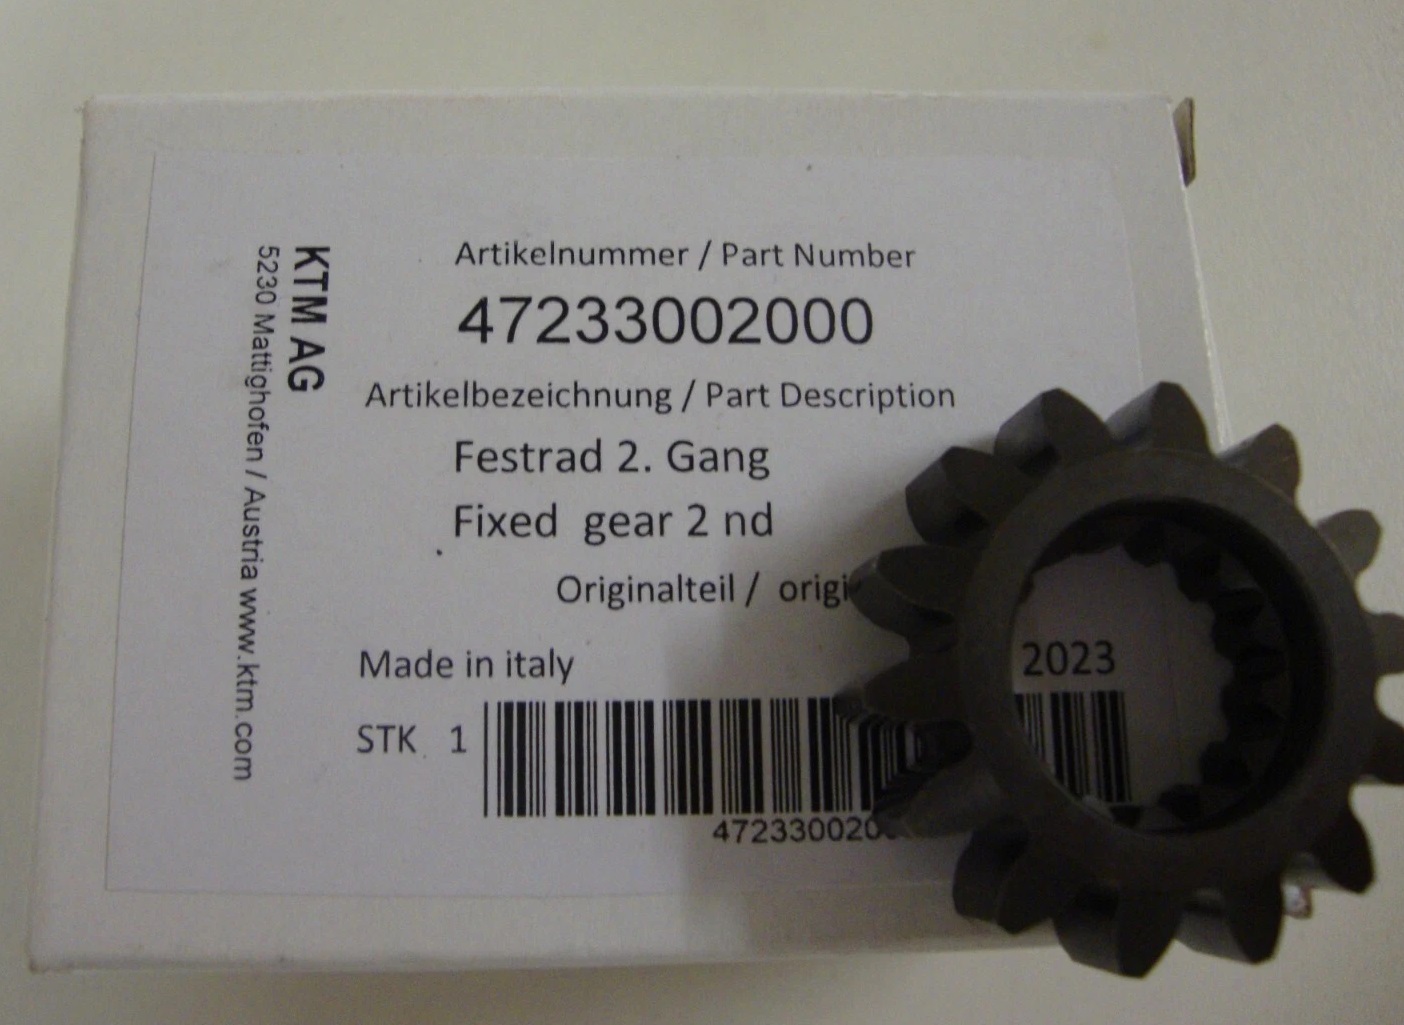 KTM AG
5230 Mattighofen / Austria www.ktm.com
Artikelnummer / Part Number
47233002000
Artikelbezeichnung / Part Description
Festrad 2. Gang
Fixed gear 2 nd
Originalteil /
Made in italy
2023
STK 1